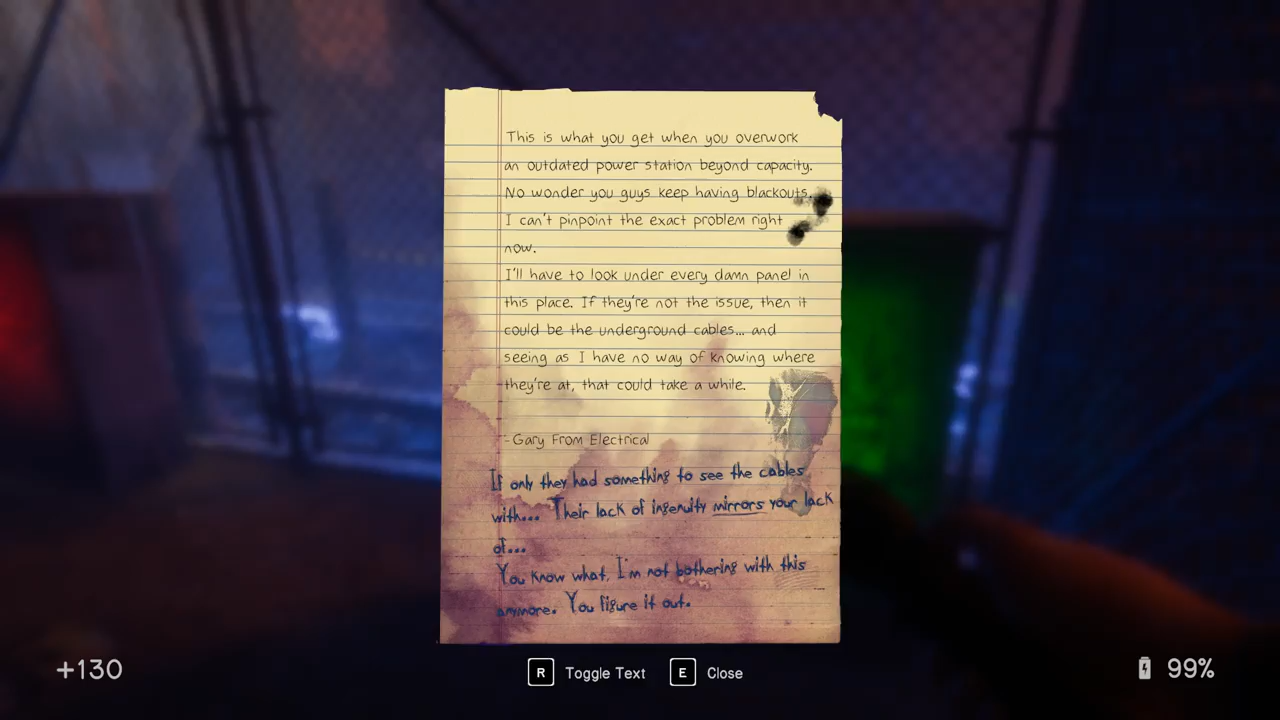 This is what you get when you overwork
an outdated power station beyond capacity.
No wonder you guys keep having blackouts.
I can't pinpoint the exact problem right
now.
I'll have to look under every damn panel in
this place. If they're not the issue, then it
could be the underground cables... and
seeing as I have no way of knowing where
they're at, that could take a while.
- Gary From Electrical
If only they had something to see the cables
with... Their lack of ingenuity mirrors your lack
of...
You know what, I'm not bothering with this
anymore. You figure it out.
+130
R Toggle Text E Close
99%